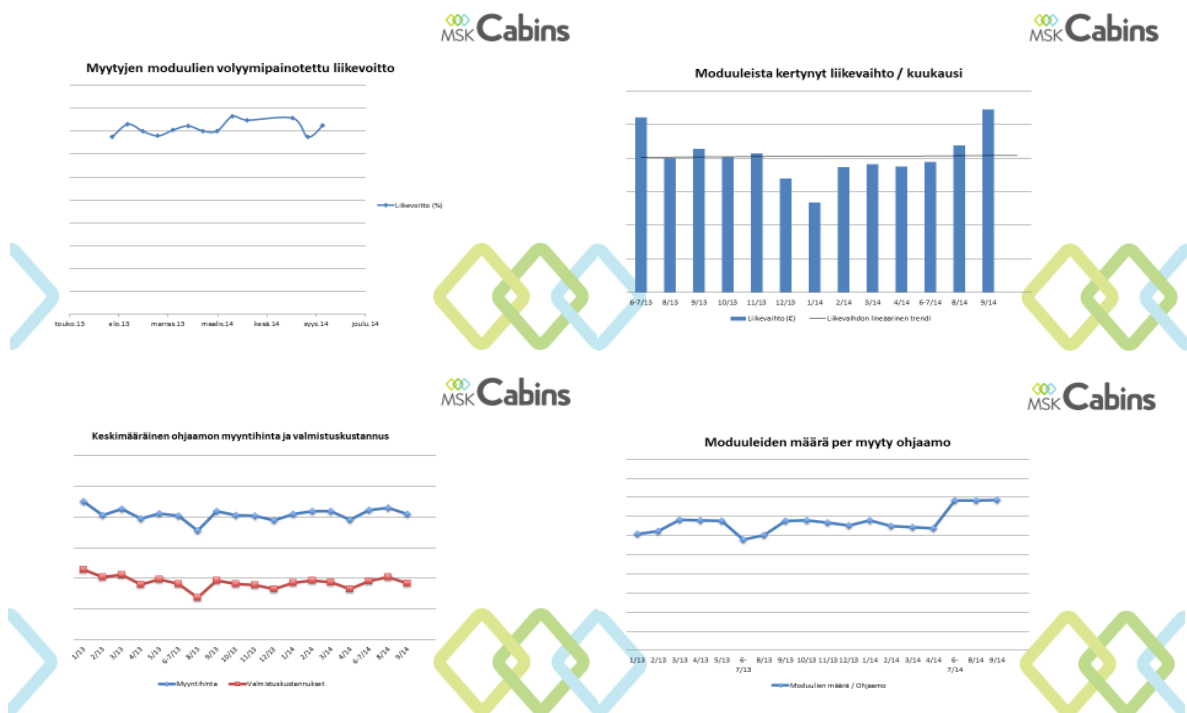 MSK Cabins
Myytyjen moduulien volyymipainotettu liikevoitto
Liikevoitto (%)
touko.13 elo.13 marras.13 maalis.14 kesä.14 syys.14 joulu.14
MSK Cabins
Moduuleista kertynyt liikevaihto / kuukausi
6-7/13 8/13 9/13 10/13 11/13 12/13 1/14 2/14 3/14 4/14 6-7/14 8/14 9/14
Liikevaihto (€) Liikevaihdon lineaarinen trendi
MSK Cabins
Keskimääräinen ohjaamon myyntihinta ja valmistuskustannus
1/13 2/13 3/13 4/13 5/13 6-7/13 8/13 9/13 10/13 11/13 12/13 1/14 2/14 3/14 4/14 6-7/14 8/14 9/14
Myyntihinta Valmistuskustannukset
MSK Cabins
Moduuleiden määrä per myyty ohjaamo
1/13 2/13 3/13 4/13 5/13 6- 8/13 9/13 10/13 11/13 12/13 1/14 2/14 3/14 4/14 6- 8/14 9/14
7/13 7/14
Moduulien määrä / Ohjaamo